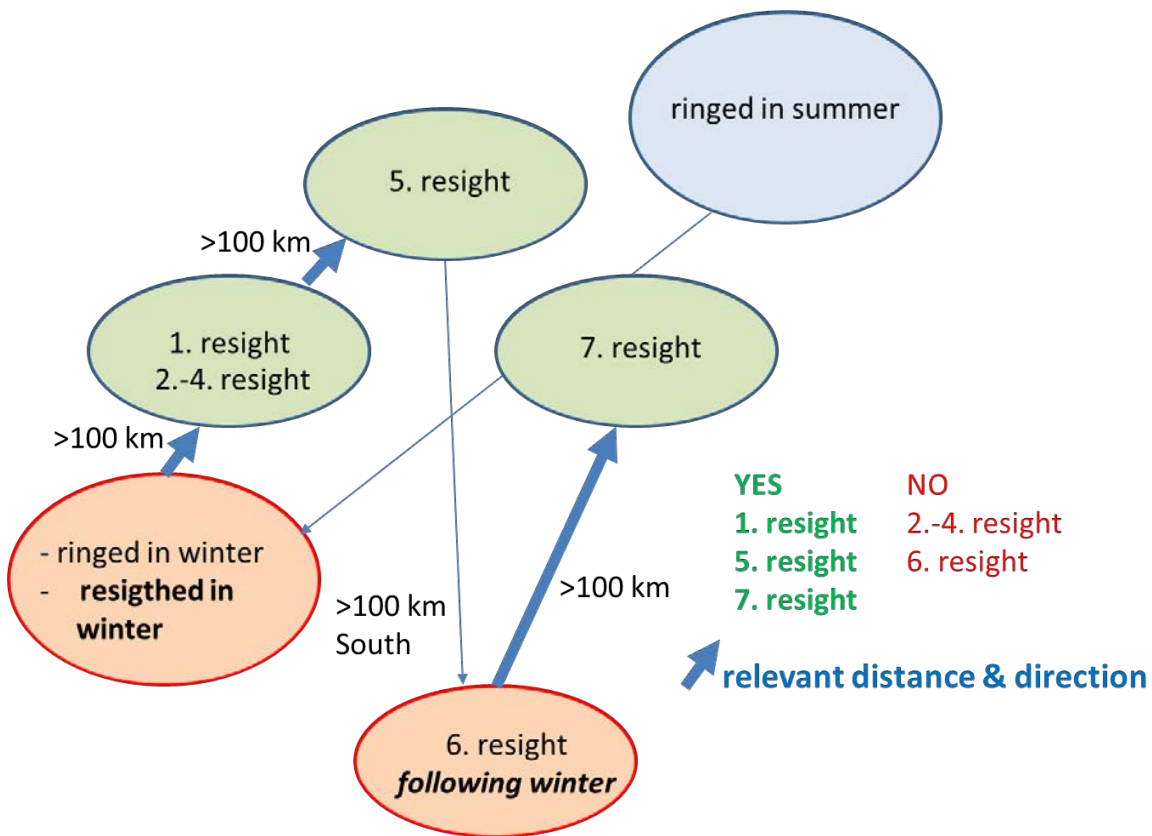 ringed in summer
5. resight
>100 km
1. resight
2.-4. resight
7. resight
>100 km
- ringed in winter
- resigthed in
winter
>100 km
South
>100 km
YES
1. resight
5. resight
7. resight
NO
2.-4. resight
6. resight
relevant distance & direction
6. resight
following winter